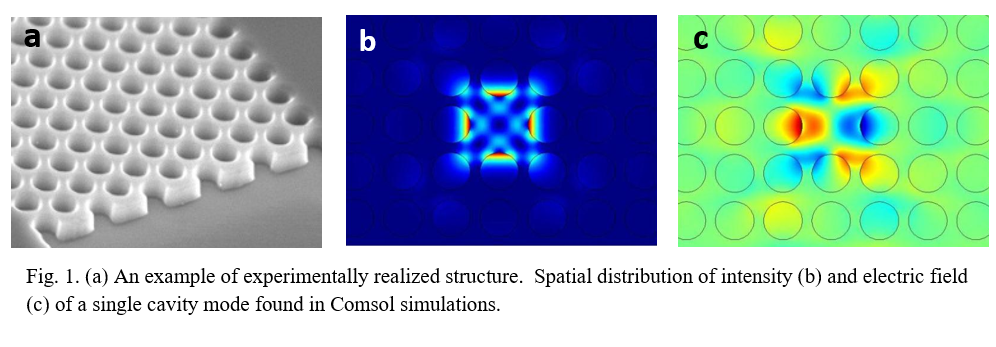 a
b
c
Fig. 1. (a) An example of experimentally realized structure. Spatial distribution of intensity (b) and electric field
(c) of a single cavity mode found in Comsol simulations.